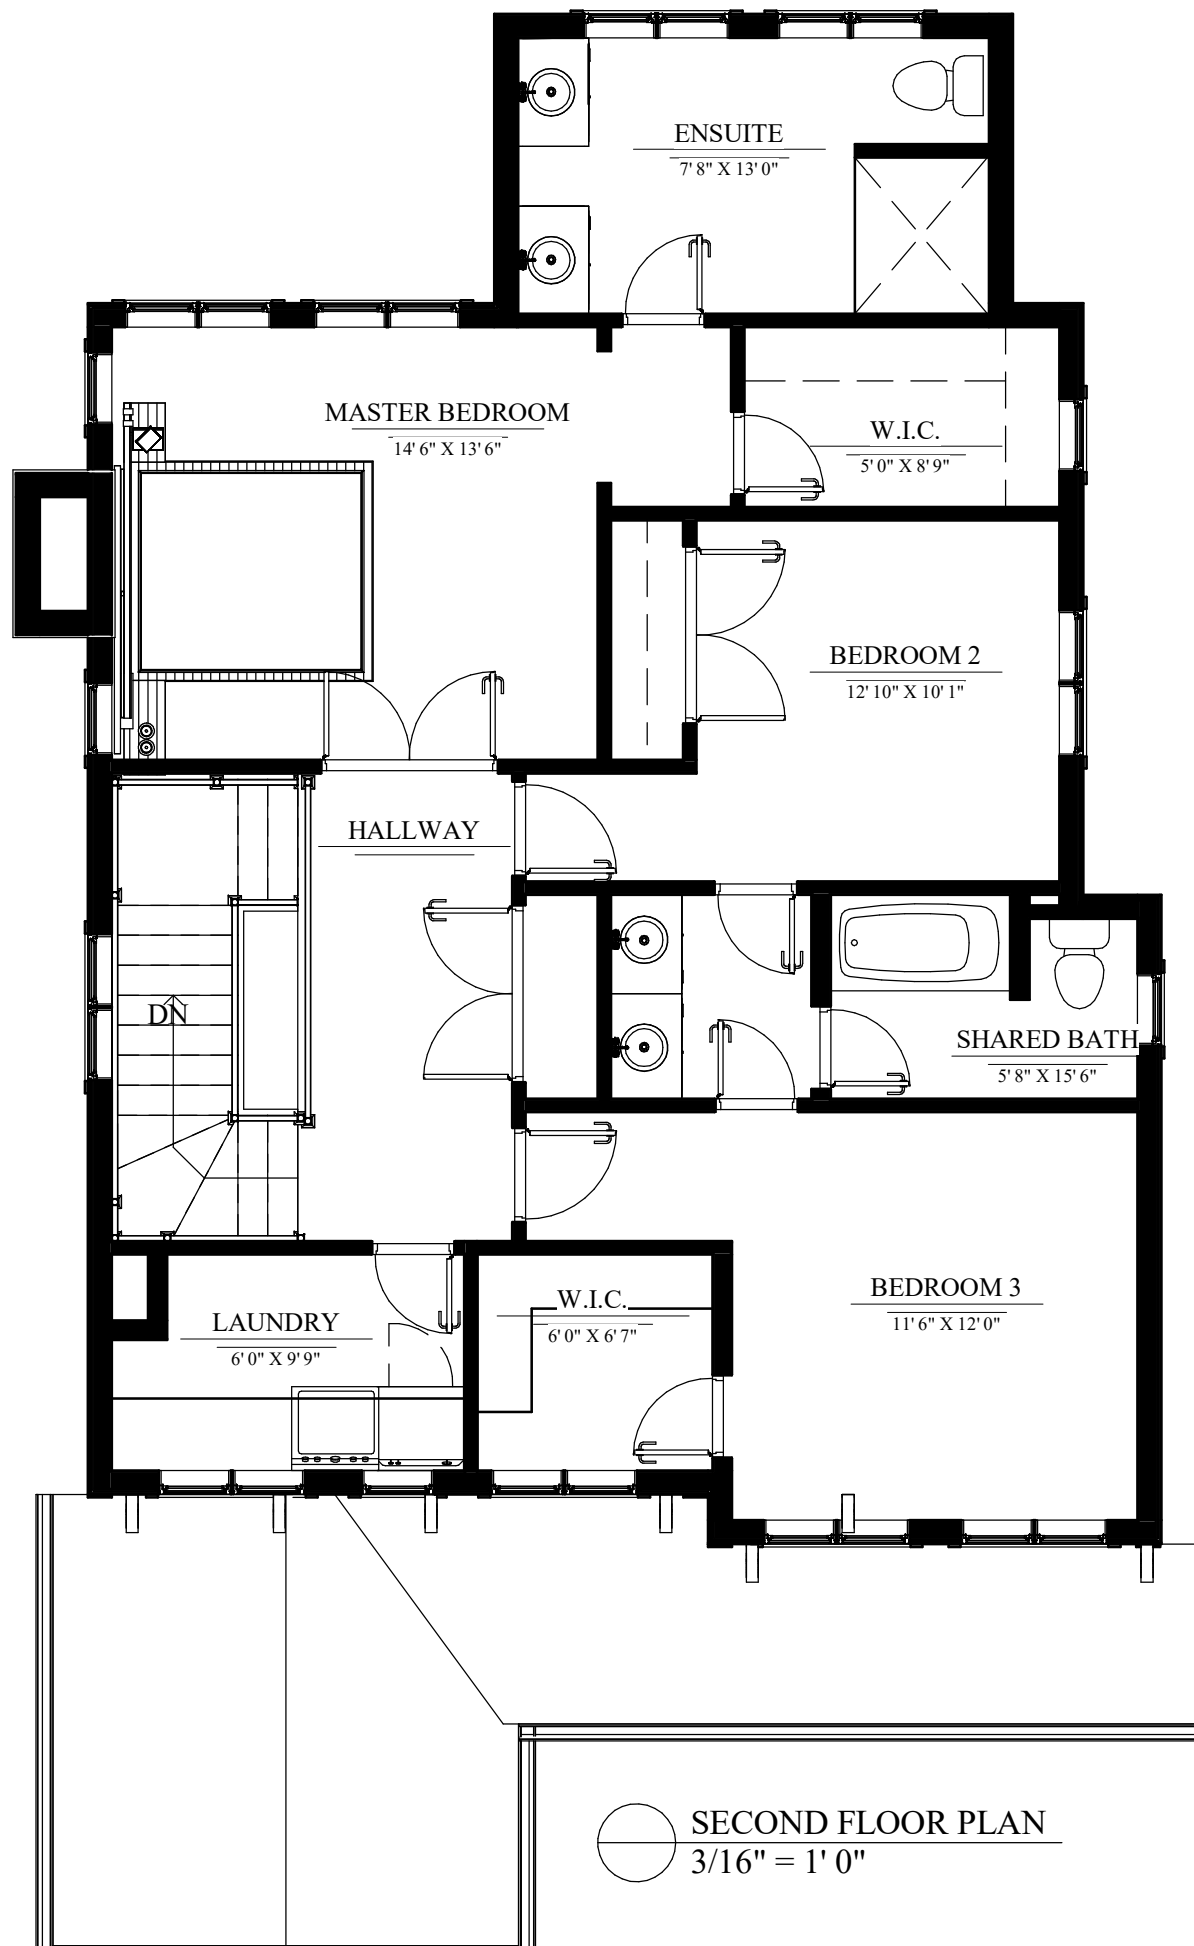 ENSUITE
7' 8" X 13' 0"
MASTER BEDROOM
14' 6" X 13' 6"
W.I.C.
5' 0" X 8' 9"
BEDROOM 2
12' 10" X 10' 1"
HALLWAY
DN
SHARED BATH
5' 8" X 15' 6"
BEDROOM 3
11' 6" X 12' 0"
W.I.C.
6' 0" X 6' 7"
LAUNDRY
6' 0" X 9' 9"
SECOND FLOOR PLAN
3/16" = 1' 0"